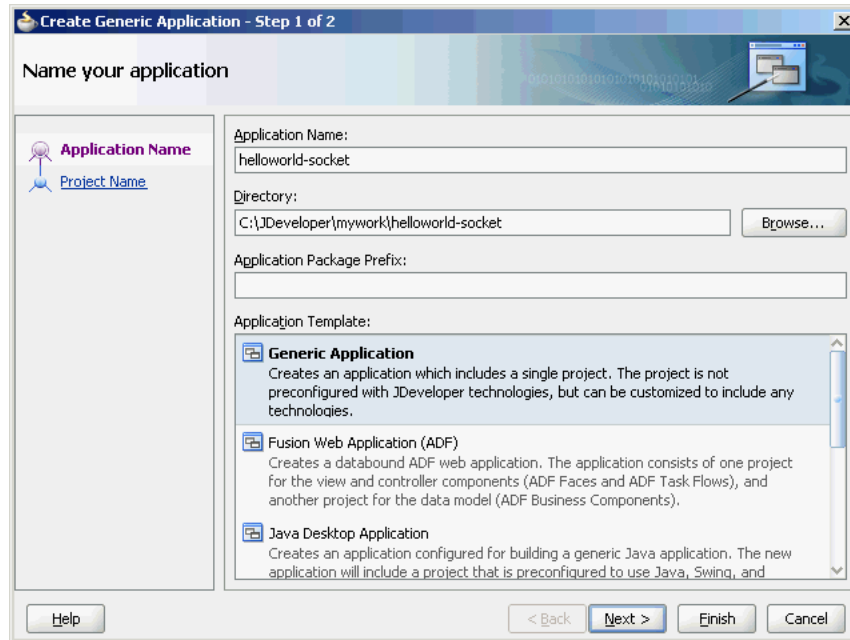 Create Generic Application - Step 1 of 2
Name your application
Application Name
Project Name
Application Name:
helloworld-socket
Directory:
C:\JDeveloper\mywork\helloworld-socket
Browse...
Application Package Prefix:
Application Template:
Generic Application
Creates an application which includes a single project. The project is not
preconfigured with JDeveloper technologies, but can be customized to include any
technologies.
Fusion Web Application (ADF)
Creates a databound ADF web application. The application consists of one project
for the view and controller components (ADF Faces and ADF Task Flows), and
another project for the data model (ADF Business Components).
Java Desktop Application
Creates an application configured for building a generic Java application. The new
application will include a project that is preconfigured to use Java, Swing, and
Help
< Back
Next >
Finish
Cancel